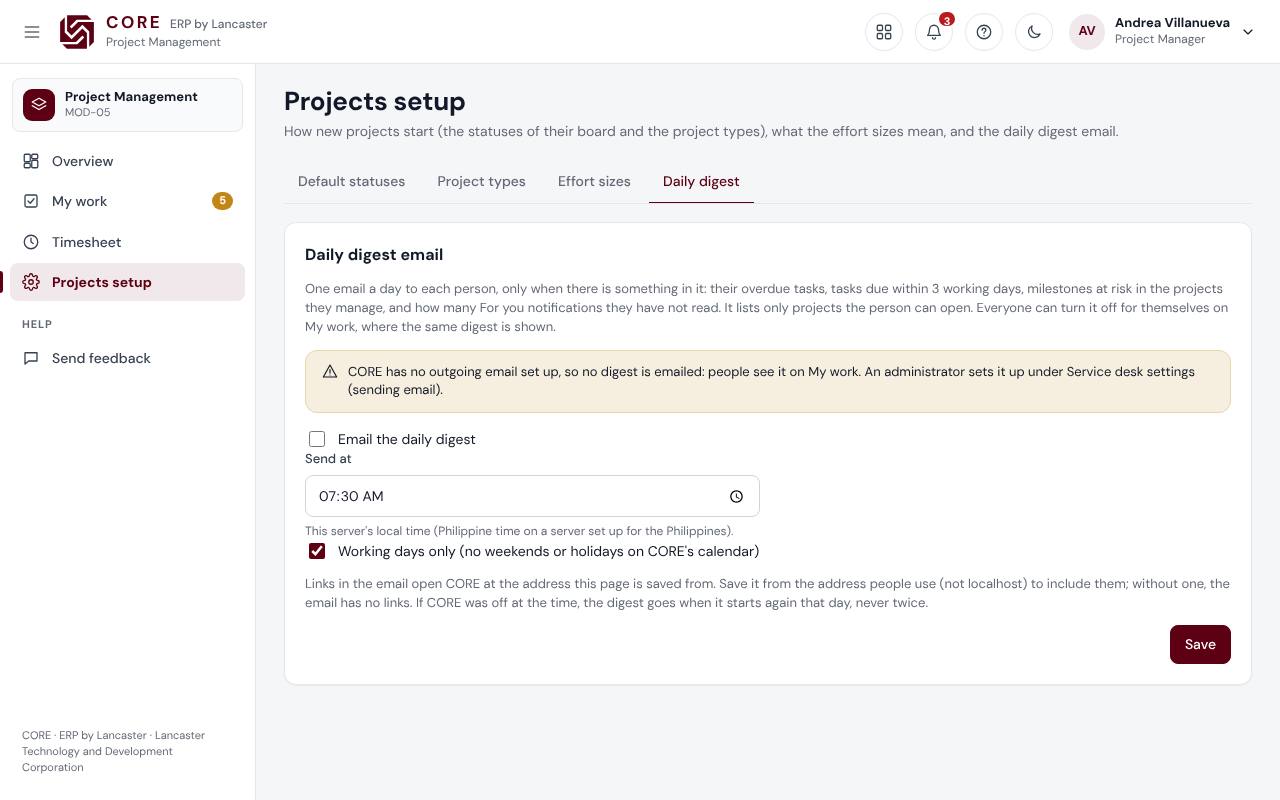 CORE ERP by Lancaster
Project Management
3
AV
Andrea Villanueva
Project Manager
Project Management
MOD-05
Overview
My work 5
Timesheet
Projects setup
HELP
Send feedback
CORE · ERP by Lancaster · Lancaster
Technology and Development
Corporation
Projects setup
How new projects start (the statuses of their board and the project types), what the effort sizes mean, and the daily digest email.
Default statuses Project types Effort sizes Daily digest
Daily digest email
One email a day to each person, only when there is something in it: their overdue tasks, tasks due within 3 working days, milestones at risk in the projects
they manage, and how many For you notifications they have not read. It lists only projects the person can open. Everyone can turn it off for themselves on
My work, where the same digest is shown.
CORE has no outgoing email set up, so no digest is emailed: people see it on My work. An administrator sets it up under Service desk settings
(sending email).
Email the daily digest
Send at
07:30 AM
This server's local time (Philippine time on a server set up for the Philippines).
Working days only (no weekends or holidays on CORE's calendar)
Links in the email open CORE at the address this page is saved from. Save it from the address people use (not localhost) to include them; without one, the
email has no links. If CORE was off at the time, the digest goes when it starts again that day, never twice.
Save